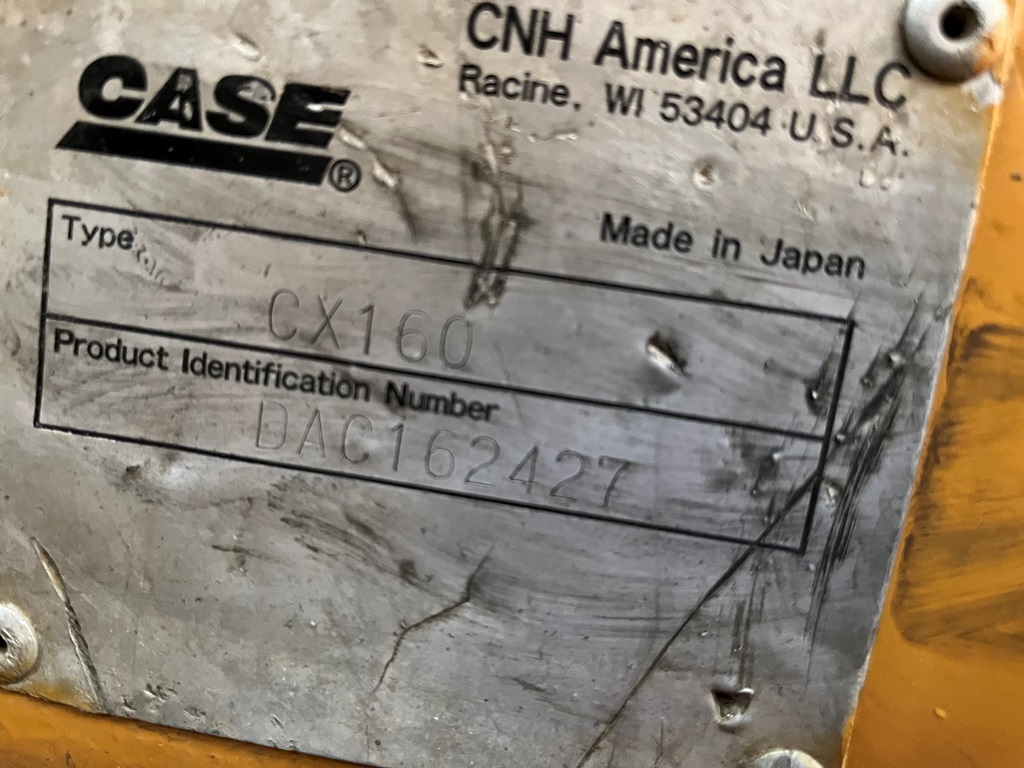 CASE®
CNH America LLC
Racine, WI 53404 U.S.A.
Made in Japan
Type
CX160
Product Identification Number
DAC162427